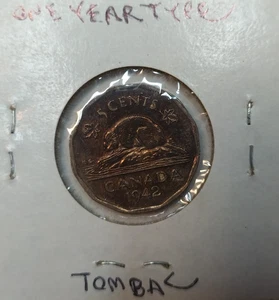 ONE YEAR TYPE
5 CENTS
CANADA
1942
TOMBAC